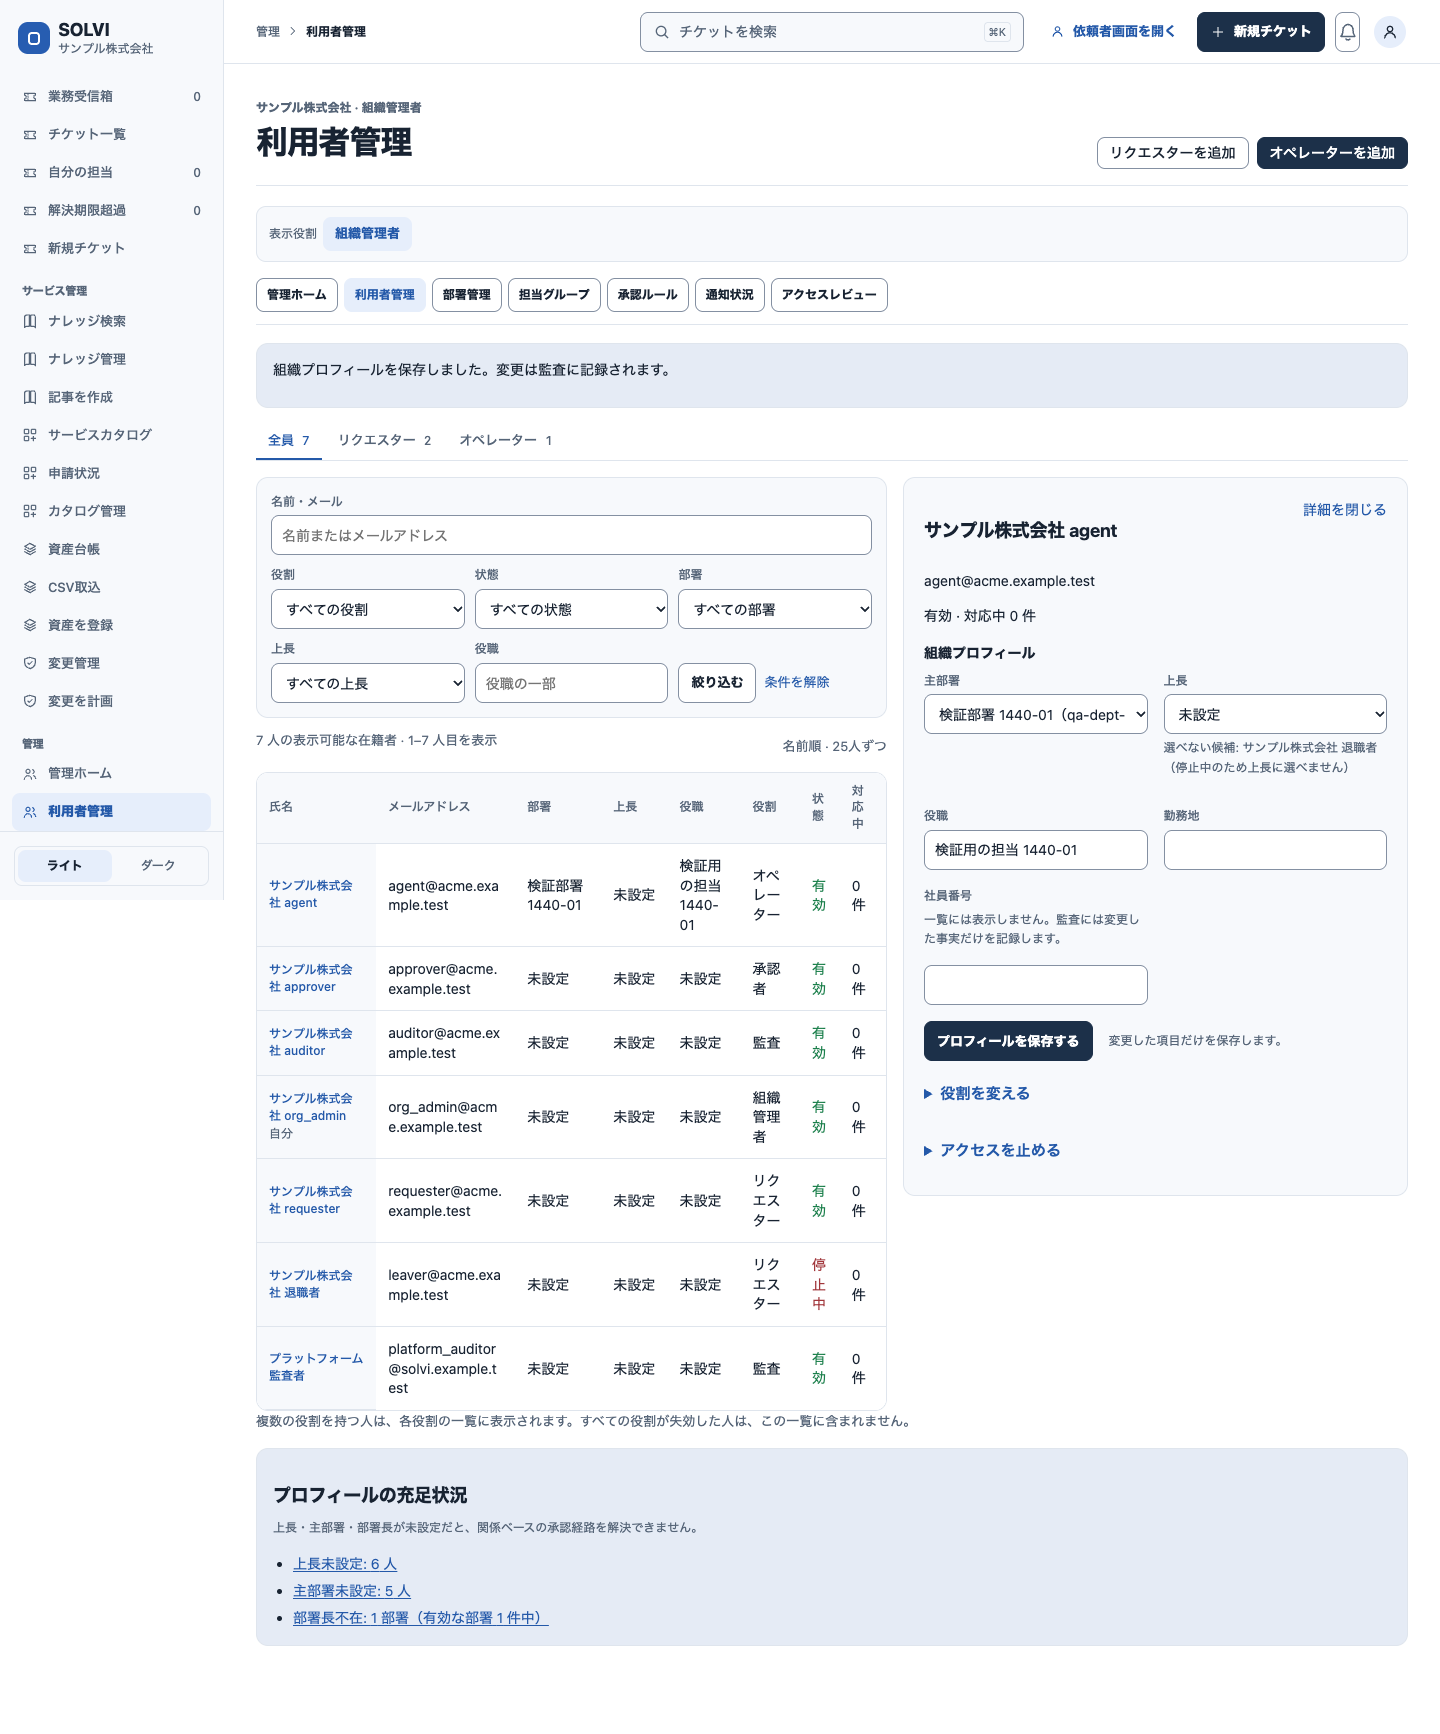 SOLVI
サンプル株式会社
業務受信箱 0
チケット一覧
自分の担当 0
解決期限超過 0
新規チケット
サービス管理
ナレッジ検索
ナレッジ管理
記事を作成
サービスカタログ
申請状況
カタログ管理
資産台帳
CSV取込
資産を登録
変更管理
変更を計画
管理
管理ホーム
利用者管理
ライト ダーク
管理 利用者管理
チケットを検索 ⌘K
依頼者画面を開く
新規チケット
サンプル株式会社 · 組織管理者
利用者管理
リクエスターを追加 オペレーターを追加
表示役割 組織管理者
管理ホーム 利用者管理 部署管理 担当グループ 承認ルール 通知状況 アクセスレビュー
組織プロフィールを保存しました。変更は監査に記録されます。
全員 7 リクエスター 2 オペレーター 1
名前・メール
名前またはメールアドレス
役割 状態 部署
すべての役割 すべての状態 すべての部署
上長 役職
すべての上長 役職の一部 絞り込む 条件を解除
7 人の表示可能な在籍者 · 1–7 人目を表示
名前順 · 25人ずつ
氏名 メールアドレス 部署 上長 役職 役割 状態 対応中
サンプル株式会社 agent agent@acme.example.test 検証部署 1440-01 未設定 検証用の担当 1440-01 オペレーター 有効 0 件
サンプル株式会社 approver approver@acme.example.test 未設定 未設定 未設定 承認者 有効 0 件
サンプル株式会社 auditor auditor@acme.example.test 未設定 未設定 未設定 監査 有効 0 件
サンプル株式会社 org_admin 自分 org_admin@acme.example.test 未設定 未設定 未設定 組織管理者 有効 0 件
サンプル株式会社 requester requester@acme.example.test 未設定 未設定 未設定 リクエスター 有効 0 件
サンプル株式会社 退職者 leaver@acme.example.test 未設定 未設定 未設定 リクエスター 停止中 0 件
プラットフォーム監査者 platform_auditor@solvi.example.test 未設定 未設定 未設定 監査 有効 0 件
複数の役割を持つ人は、各役割の一覧に表示されます。すべての役割が失効した人は、この一覧に含まれません。
詳細を閉じる
サンプル株式会社 agent
agent@acme.example.test
有効 · 対応中 0 件
組織プロフィール
主部署 上長
検証部署 1440-01（qa-dept- 未設定
選べない候補: サンプル株式会社 退職者
（停止中のため上長に選べません）
役職 勤務地
検証用の担当 1440-01
社員番号
一覧には表示しません。監査には変更し
た事実だけを記録します。
プロフィールを保存する 変更した項目だけを保存します。
役割を変える
アクセスを止める
プロフィールの充足状況
上長・主部署・部署長が未設定だと、関係ベースの承認経路を解決できません。
上長未設定: 6 人
主部署未設定: 5 人
部署長不在: 1 部署（有効な部署 1 件中）